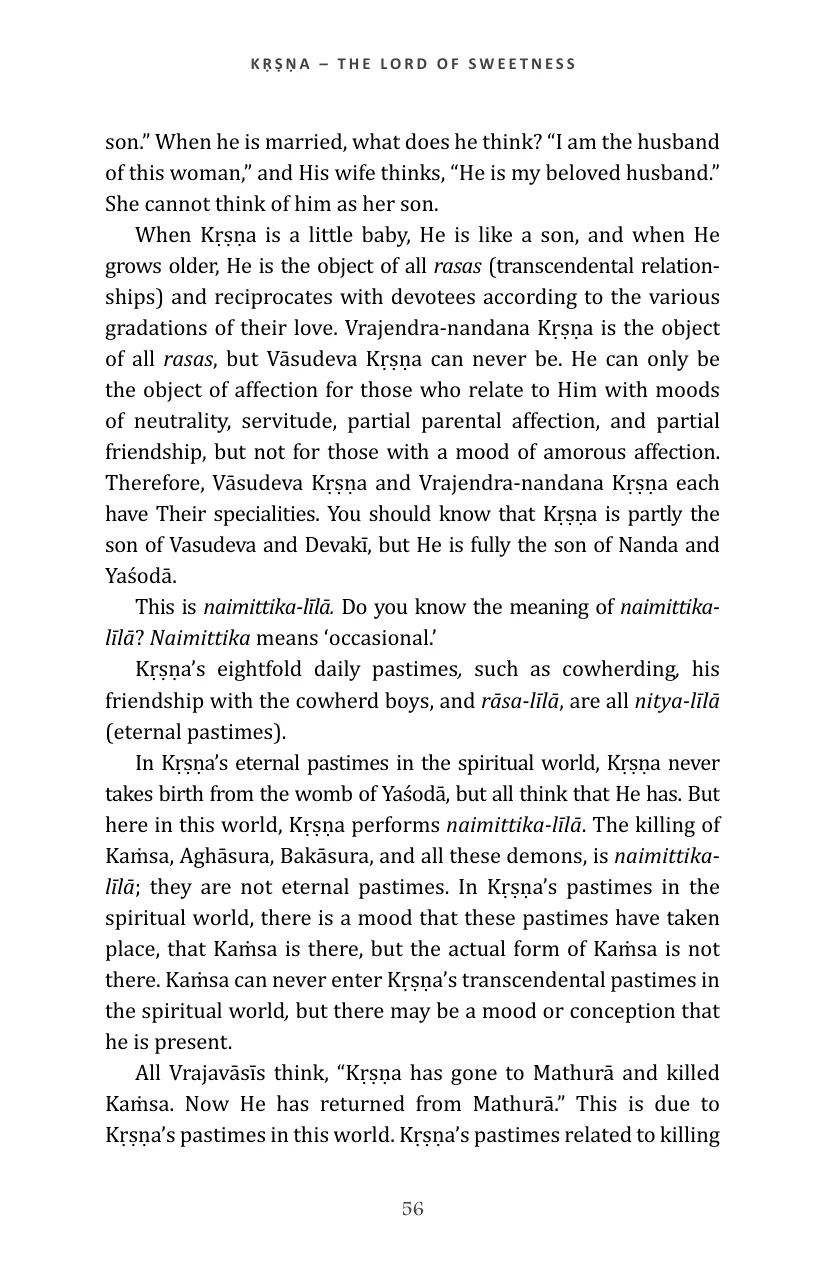 KṚṢṆA – THE LORD OF SWEETNESS
son.” When he is married, what does he think? “I am the husband
of this woman,” and His wife thinks, “He is my beloved husband.”
She cannot think of him as her son.
When Kṛṣṇa is a little baby, He is like a son, and when He
grows older, He is the object of all rasas (transcendental relation-
ships) and reciprocates with devotees according to the various
gradations of their love. Vrajendra-nandana Kṛṣṇa is the object
of all rasas, but Vāsudeva Kṛṣṇa can never be. He can only be
the object of affection for those who relate to Him with moods
of neutrality, servitude, partial parental affection, and partial
friendship, but not for those with a mood of amorous affection.
Therefore, Vāsudeva Kṛṣṇa and Vrajendra-nandana Kṛṣṇa each
have Their specialities. You should know that Kṛṣṇa is partly the
son of Vasudeva and Devakī, but He is fully the son of Nanda and
Yaśodā.
This is naimittika-līlā. Do you know the meaning of naimittika-
līlā? Naimittika means ‘occasional.’
Kṛṣṇa’s eightfold daily pastimes, such as cowherding, his
friendship with the cowherd boys, and rāsa-līlā, are all nitya-līlā
(eternal pastimes).
In Kṛṣṇa’s eternal pastimes in the spiritual world, Kṛṣṇa never
takes birth from the womb of Yaśodā, but all think that He has. But
here in this world, Kṛṣṇa performs naimittika-līlā. The killing of
Kaṁsa, Aghāsura, Bakāsura, and all these demons, is naimittika-
līlā; they are not eternal pastimes. In Kṛṣṇa’s pastimes in the
spiritual world, there is a mood that these pastimes have taken
place, that Kaṁsa is there, but the actual form of Kaṁsa is not
there. Kaṁsa can never enter Kṛṣṇa’s transcendental pastimes in
the spiritual world, but there may be a mood or conception that
he is present.
All Vrajavāsīs think, “Kṛṣṇa has gone to Mathurā and killed
Kaṁsa. Now He has returned from Mathurā.” This is due to
Kṛṣṇa’s pastimes in this world. Kṛṣṇa’s pastimes related to killing
56